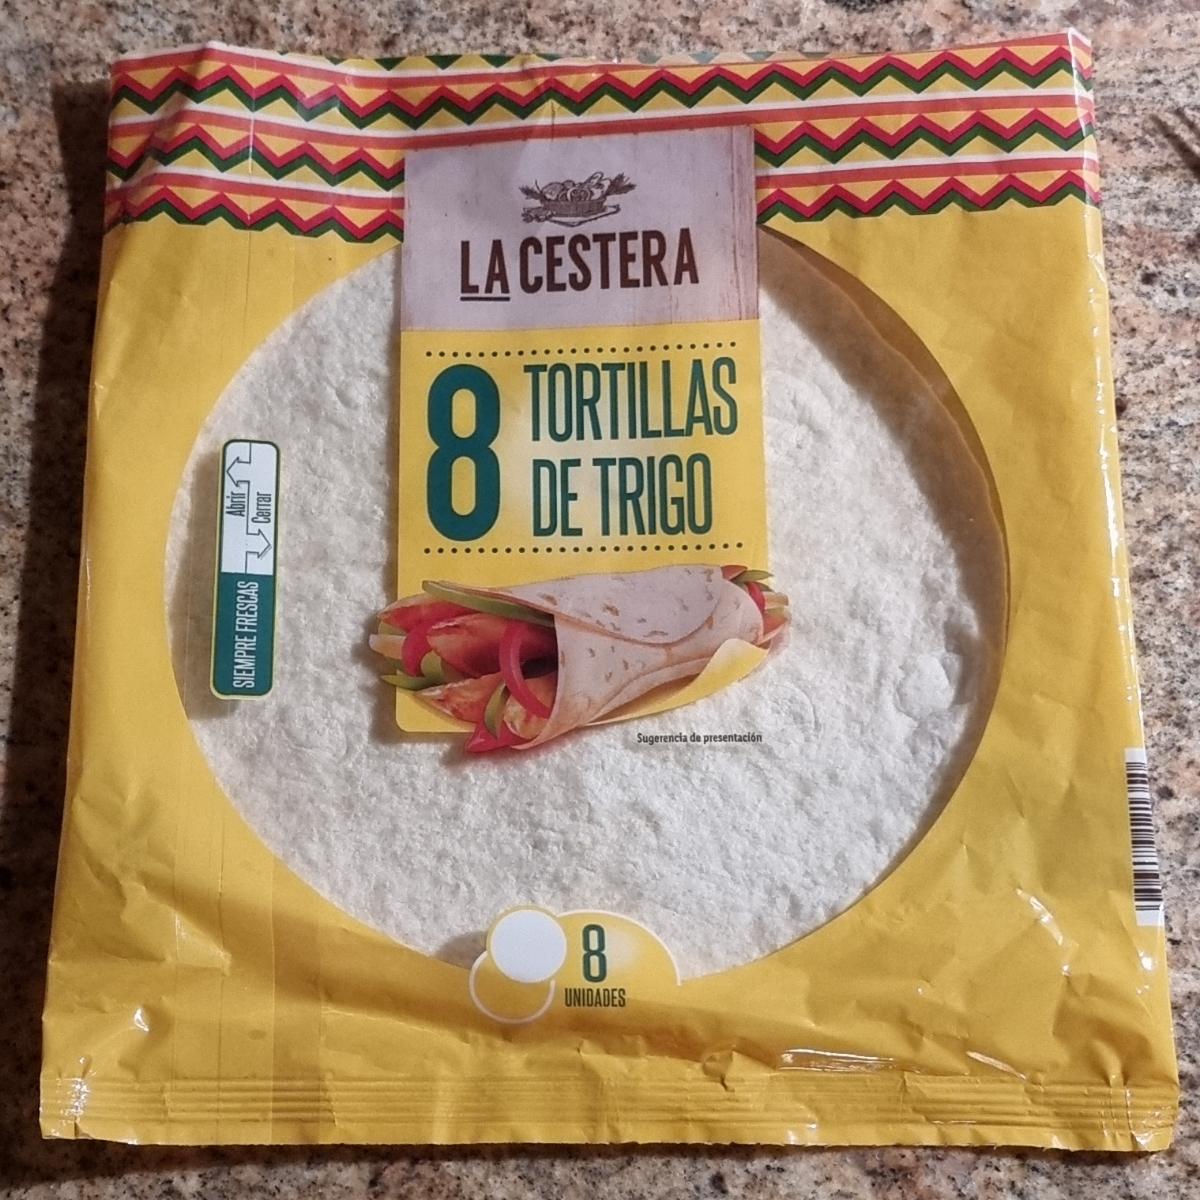 LA CESTERA
8 TORTILLAS
DE TRIGO
Abrir
Cerrar
SIEMPRE FRESCAS
Sugerencia de presentación
8
UNIDADES